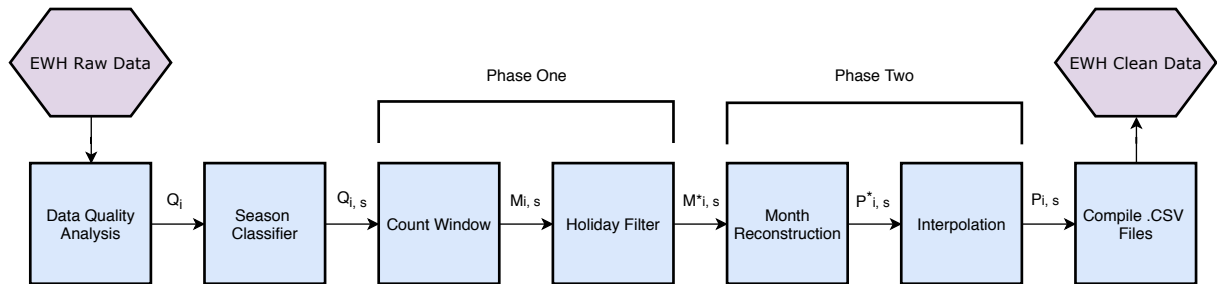 EWH Raw Data
EWH Clean Data
Phase One
Phase Two
Data Quality
Analysis
Qi
Season
Classifier
Qi, s
Count Window
Mi, s
Holiday Filter
M*i, s
Month
Reconstruction
P*i, s
Interpolation
Pi, s
Compile .CSV
Files